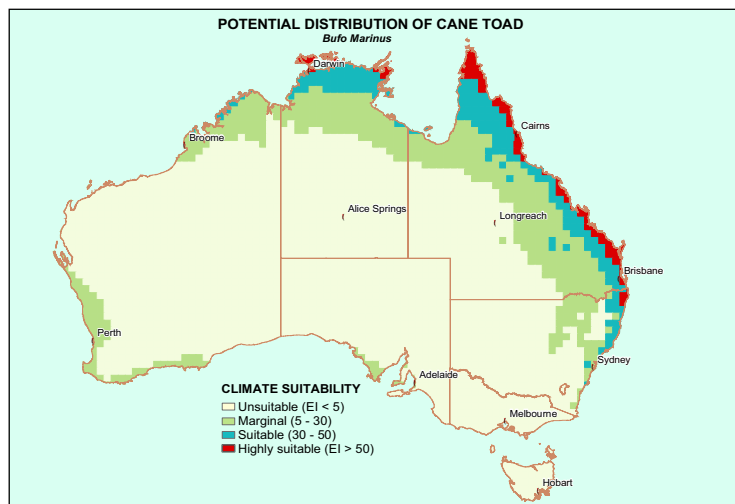 POTENTIAL DISTRIBUTION OF CANE TOAD
Bufo Marinus
Darwin
Cairns
Broome
Alice Springs
Longreach
Brisbane
Perth
Sydney
Adelaide
CLIMATE SUITABILITY
Unsuitable (EI < 5)
Marginal (5 - 30)
Melbourne
Suitable (30 - 50)
Highly suitable (EI > 50)
Hobart